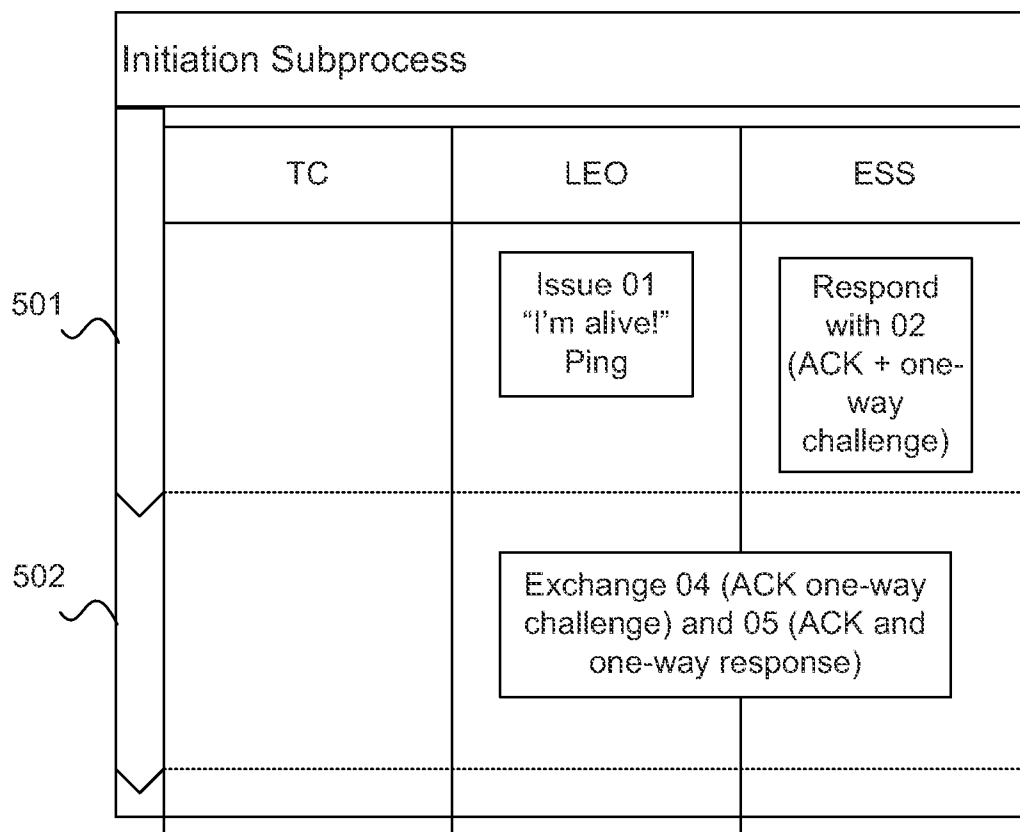 Initiation Subprocess
TC
LEO
ESS
501
Issue 01
“I'm alive!”
Ping
Respond
with 02
(ACK + one-
way
challenge)
502
Exchange 04 (ACK one-way
challenge) and 05 (ACK and
one-way response)